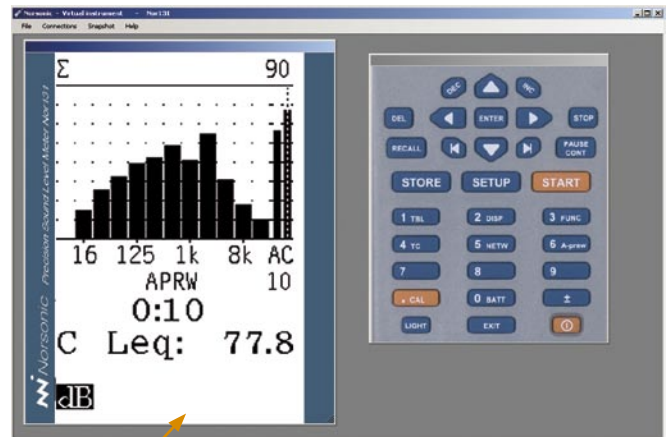 Norsonic - Virtual instrument - Nor131
File Connections Snapshot Help
Precision Sound Level Meter Nor131
Norsonic
Σ 90
16 125 1k 8k AC
APRW 10
0:10
C Leq: 77.8
dB
DEC INC
DEL ENTER STOP
RECALL PAUSE CONT
STORE SETUP START
1 TBL 2 DISP 3 FUNC
4 TC 5 NETW 6 A-prew
7 8 9
. CAL 0 BATT ±
LIGHT EXIT